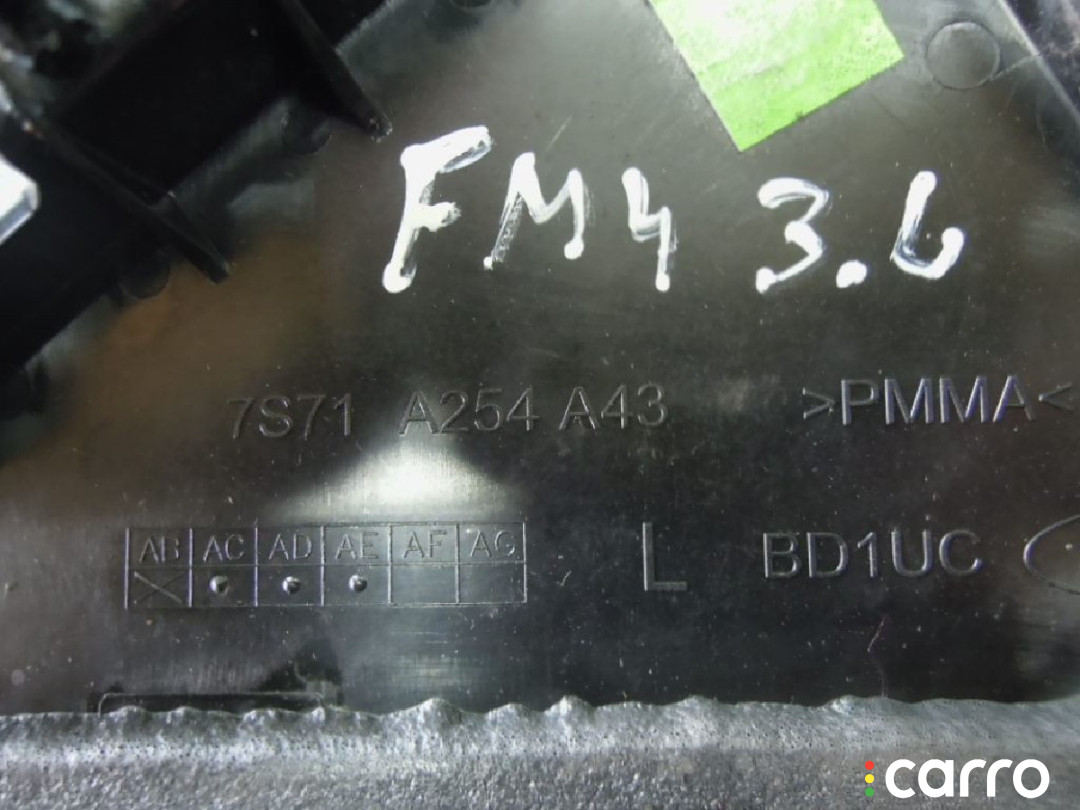 FM4 3.6
7S71 A254 A43 >PMMA<
AB AC AD AE AF AG
L BD1UC
carro